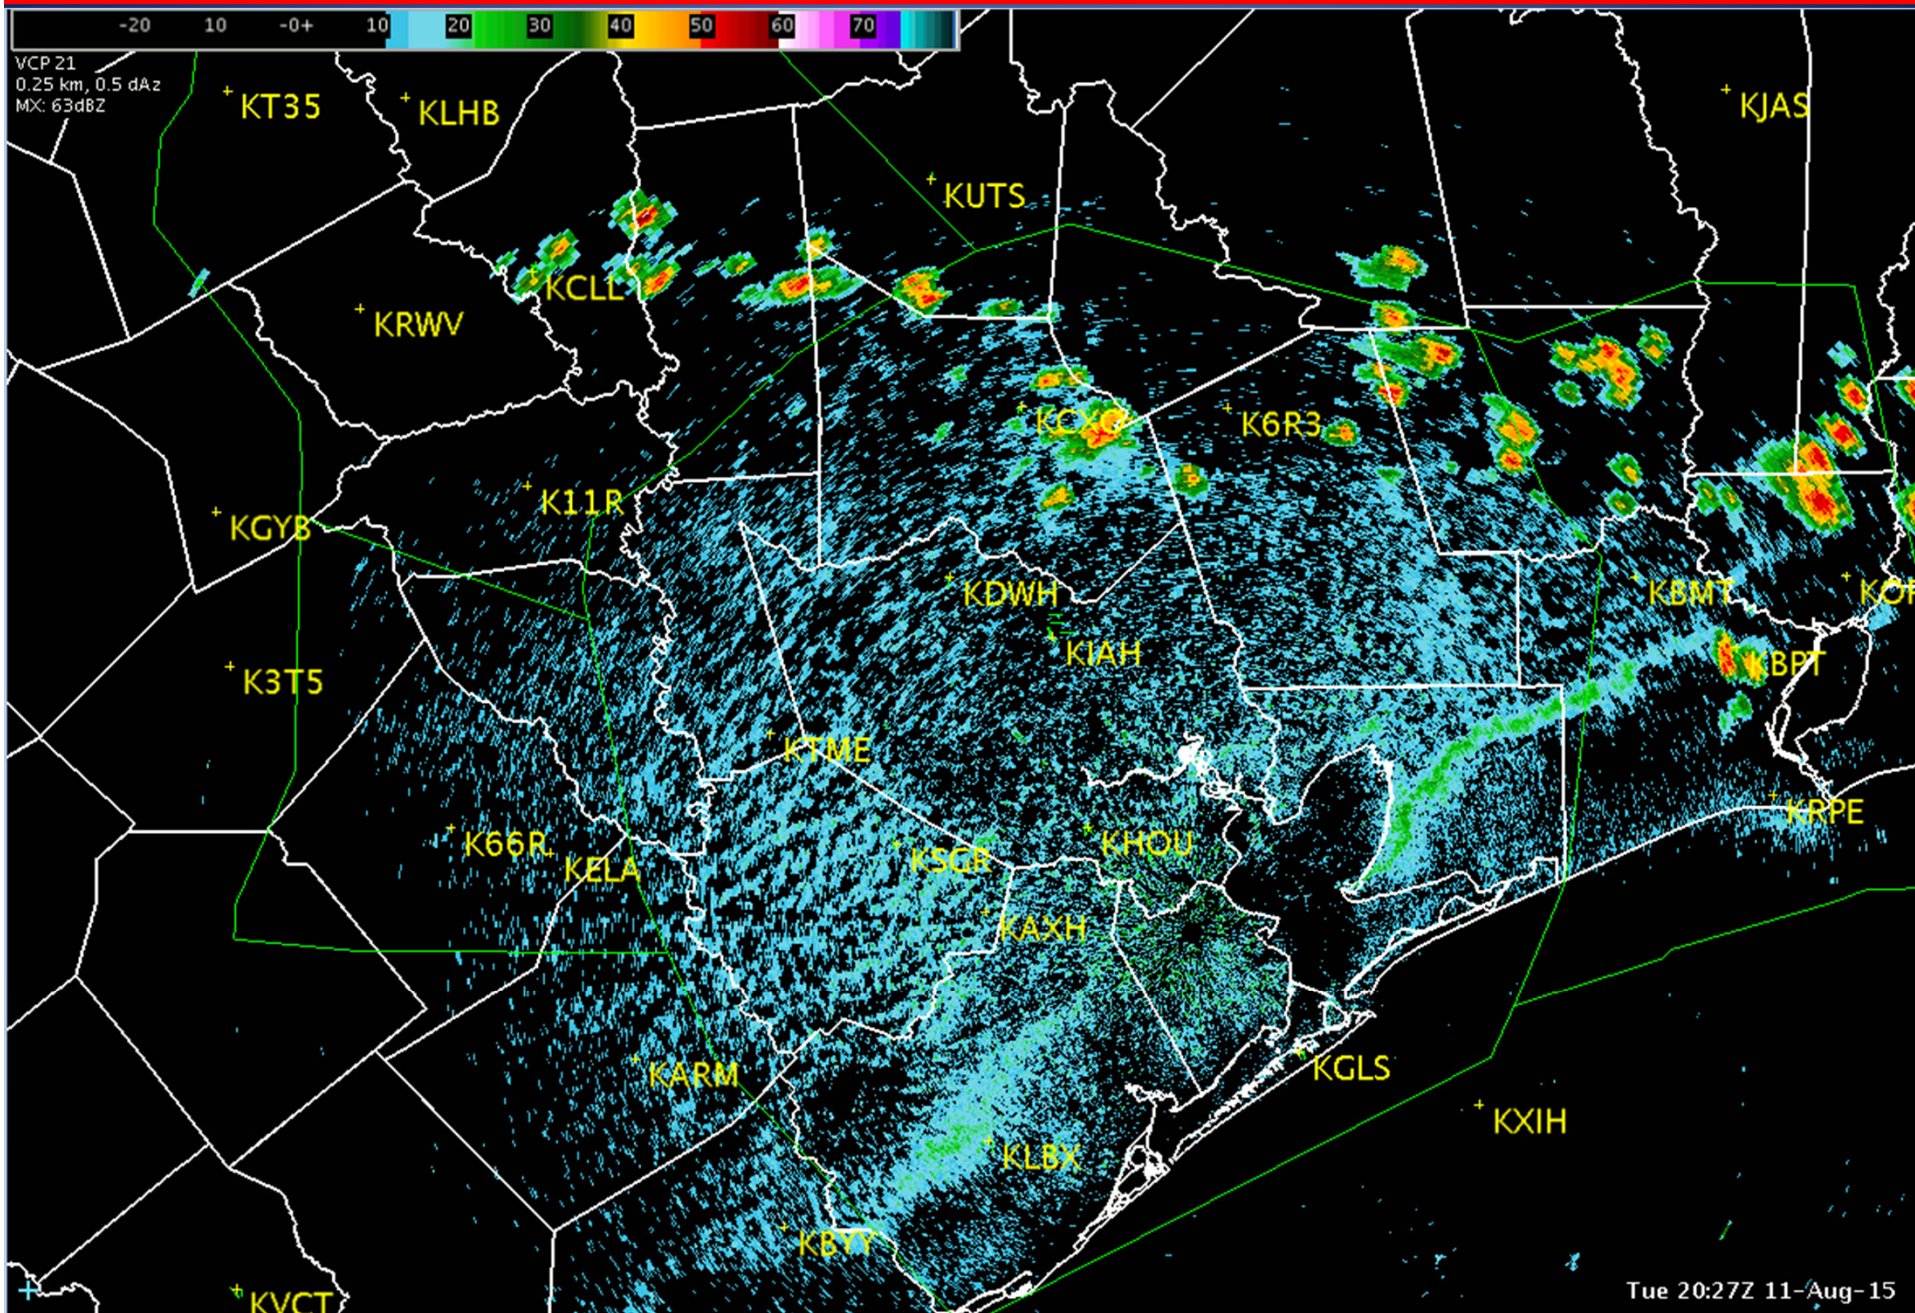 -20 10 -0+ 10 20 30 40 50 60 70
VCP 21
0.25 km, 0.5 dAz
MX: 63dBZ
KT35
KLHB
KJAS
KUTS
KCLL
KRWV
KCXO
K6R3
K11R
KGYB
KDWH
KBMT
KIAH
KBPT
K3T5
KTME
KRPE
K66R
KELA
KSGR
KHOU
KAXH
KARM
KGLS
KXIH
KLBX
KBYY
KVCT
Tue 20:27Z 11-Aug-15